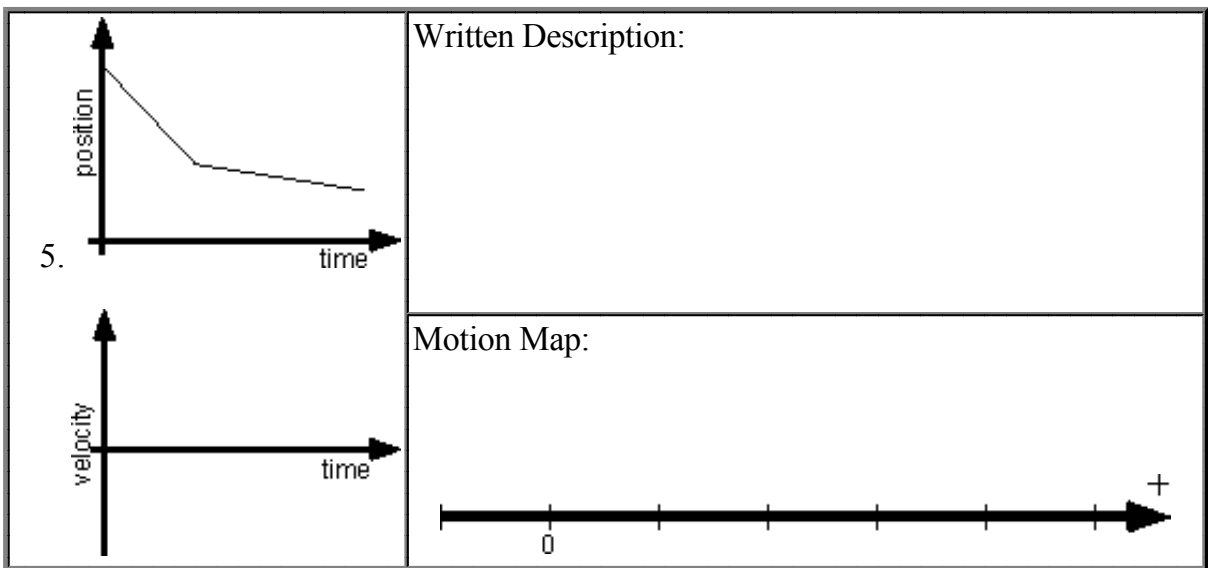 position
5.
time
velocity
time
Written Description:
Motion Map:
+
0